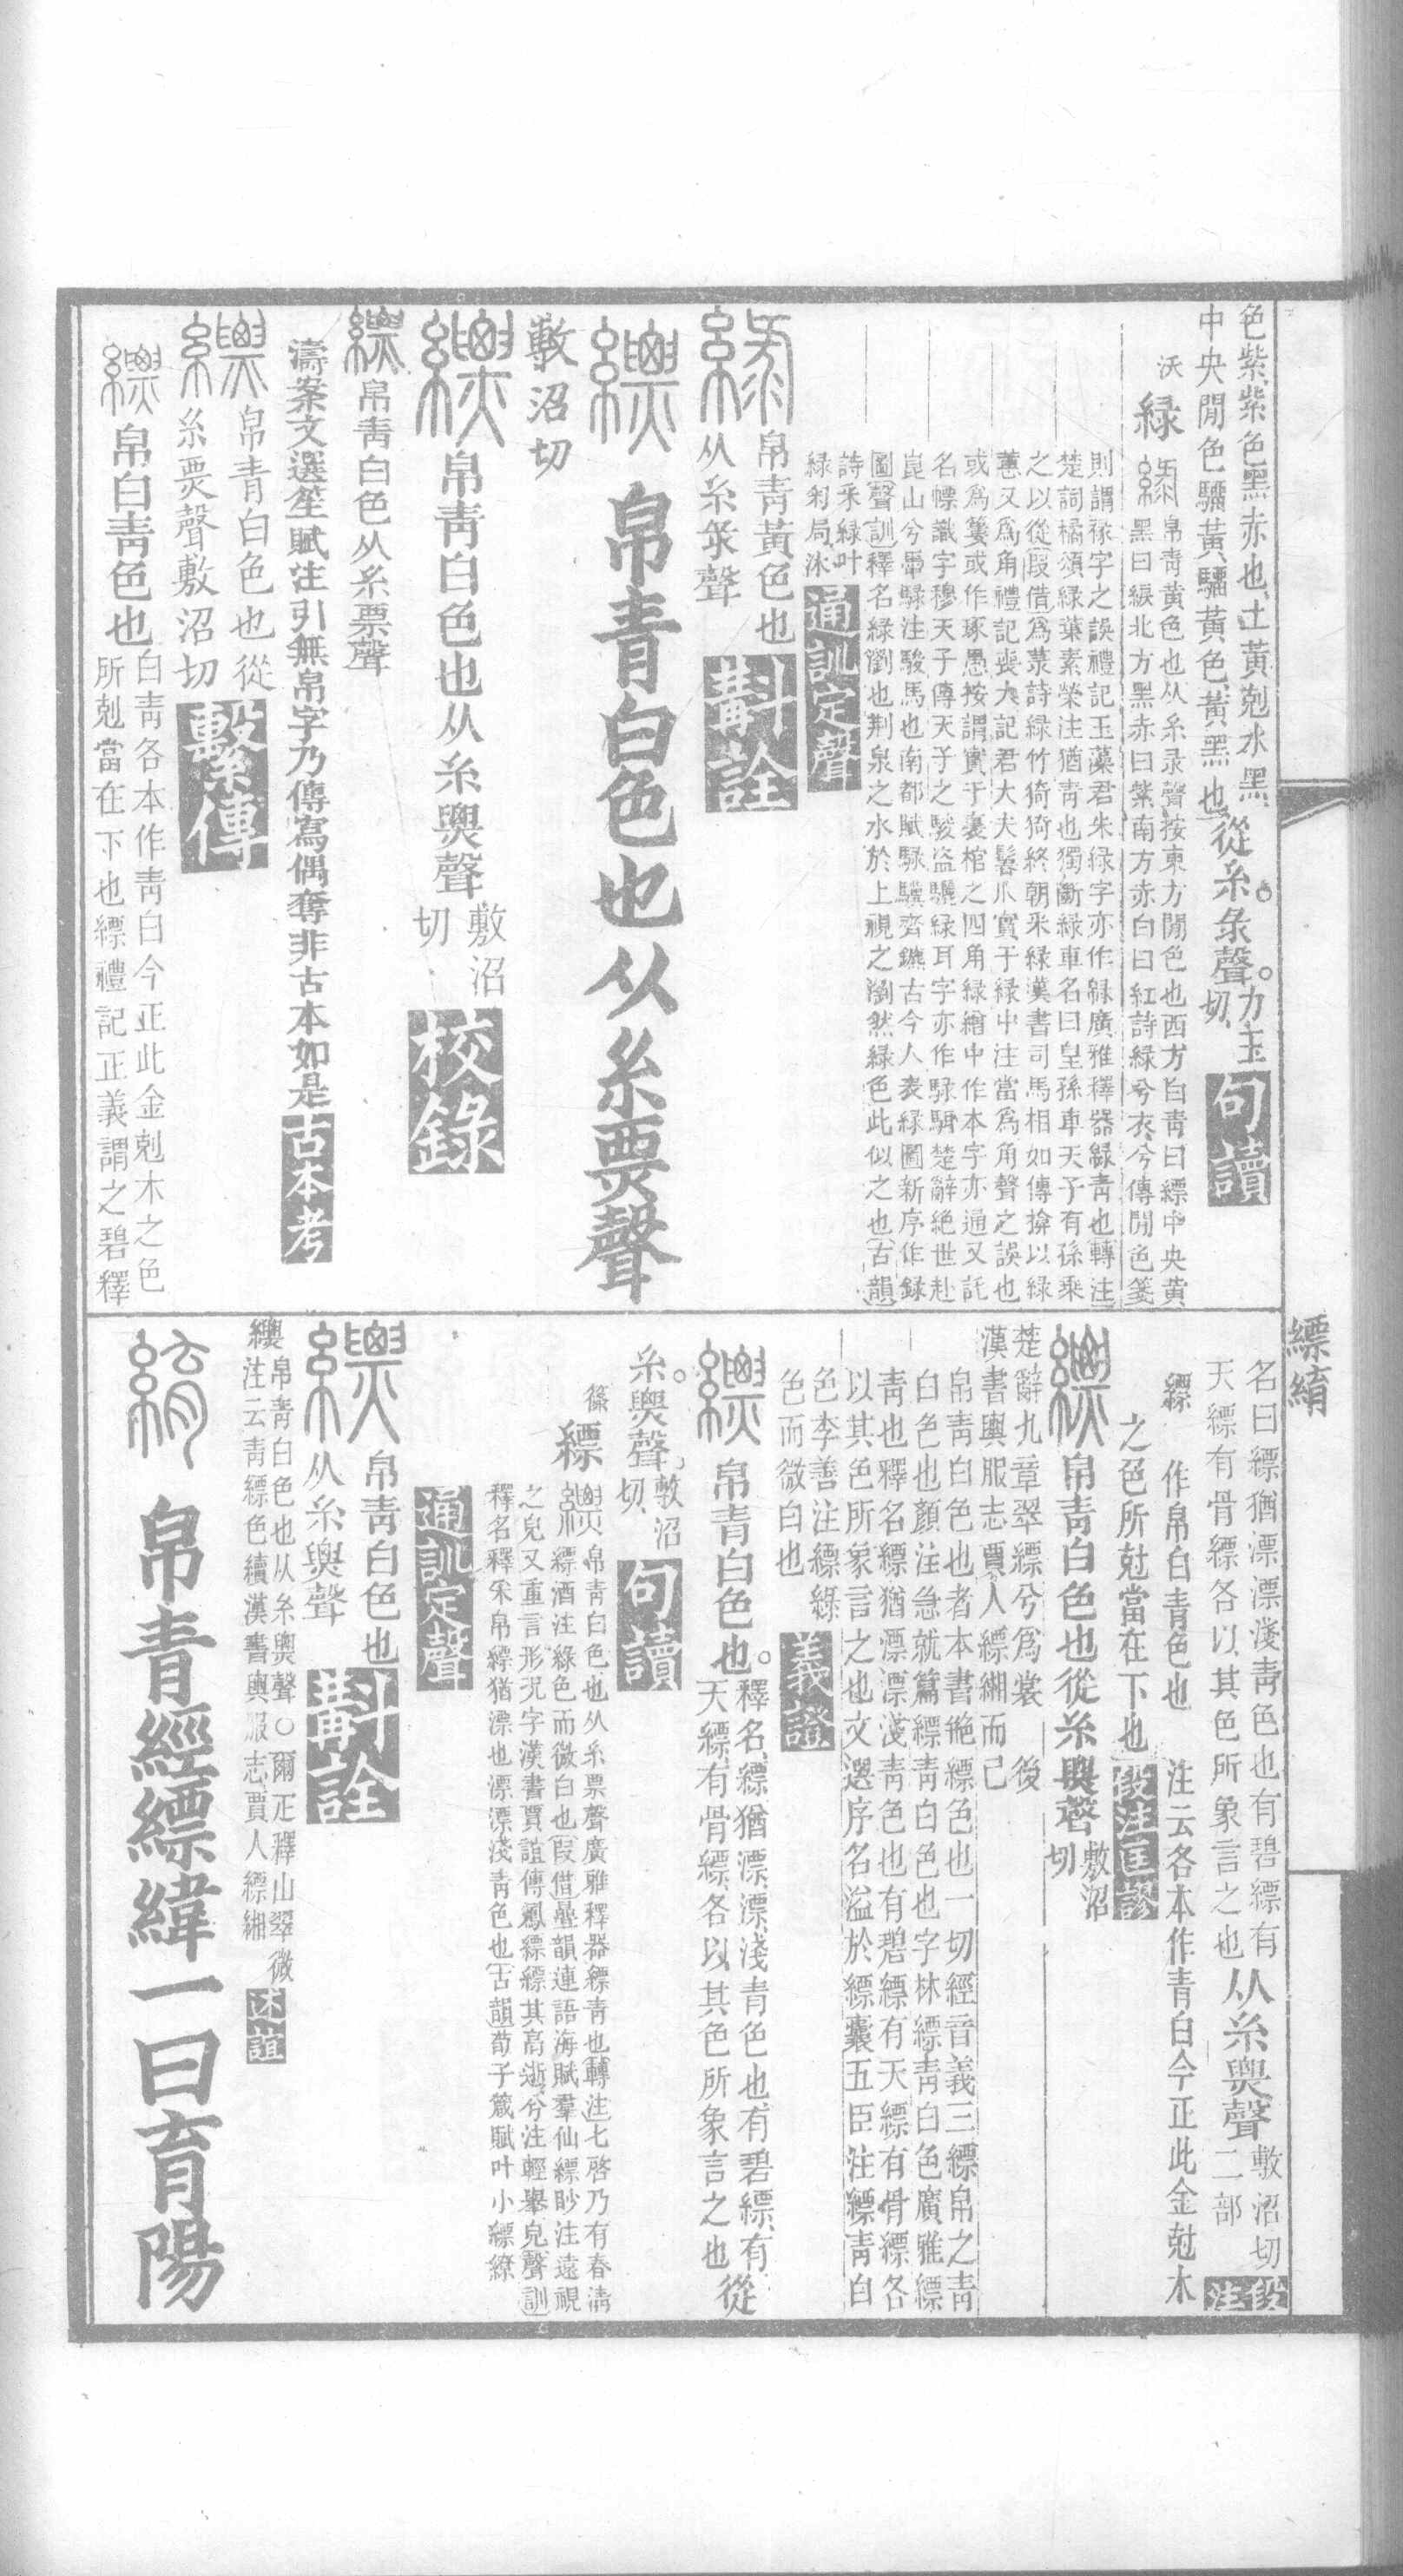 色紫紫色黑赤也土黃剋水黑
中央閒色驪黃驪黃色黃黑也從糸彔聲力玉切句讀
沃 綠
帛青黃色也从糸录聲按東方閒色也西方白青曰縹中央黃
黑曰綟北方黑赤曰紫南方赤白曰紅詩綠兮衣兮傳閒色箋
則謂褖字之誤禮記玉藻君朱綠字亦作䋼廣雅釋器綠青也轉注
楚詞橘頌綠葉素榮注猶青也獨斷綠車名曰皇孫車天子有孫乘
之以從叚借爲菉詩綠竹猗猗終朝采綠漢書司馬相如傳揜以綠
蕙又爲角禮記喪大記君大夫鬊爪實于綠中注當爲角聲之誤也
或爲簍或作琢愚按謂實于裏棺之四角綠繒中作本字亦通又託
名幖識字穆天子傳天子之駿盜驪綠耳字亦作騄駬楚辭絕世赴
崑山兮馽騄注駿馬也南都賦騄驥齊鑣古今人表綠圖新序作錄
圖聲訓釋名綠瀏也荆泉之水於上視之瀏然綠色此似之也古韻
詩采綠叶
綠匊局沐
通訓定聲
帛青黃色也
从糸彔聲
斠詮
帛青白色也从糸票聲
敷沼切
帛青白色也从糸㷠聲敷沼切校錄
帛青白色从糸票聲
濤案文選笙賦注引無帛字乃傳寫偶奪非古本如是古本考
帛青白色也從
糸票聲敷沼切
繫傳
帛白青色也
白青各本作青白今正此金剋木之色
所剋當在下也縹禮記正義謂之碧釋
縹綃
名曰縹猶漂漂淺青色也有碧縹有
天縹有骨縹各以其色所象言之也从糸㷠聲敷沼切二部段注
縹
作帛白青色也 注云各本作青白今正此金尅木
之色所尅當在下也段注匡謬
帛青白色也從糸㷠聲敷沼切
楚辭九章翠縹兮爲裳 後
漢書輿服志賈人縹緗而已
帛青白色也者本書䋀縹色也一切經音義三縹帛之青
白色也顏注急就篇縹青白色也字林縹青白色廣雅縹
青也釋名縹猶漂漂淺青色也有碧縹有天縹有骨縹各
以其色所象言之也文選序名溢於縹囊五臣注縹青白
色李善注縹綠
色而微白也
義證
帛青白色也釋名縹猶漂漂淺青色也有碧縹有
天縹有骨縹各以其色所象言之也從
糸㷠聲敷沼切句讀
篠 縹
帛青白色也从糸票聲廣雅釋器縹青也轉注七啓乃有春清
縹酒注綠色而微白也叚借疊韻連語海賦羣仙縹眇注遠視
之皃又重言形況字漢書賈誼傳鳳縹縹其高逝兮注輕舉皃聲訓
釋名釋采帛縹猶漂也漂漂淺青色也古韻荀子箴賦叶小縹繚
通訓定聲
帛青白色也
从糸㷠聲
斠詮
帛青白色也从糸㷠聲○爾疋釋山翠微
注云青縹色續漢書輿服志賈人縹緗
述誼
帛青經縹緯一曰育陽